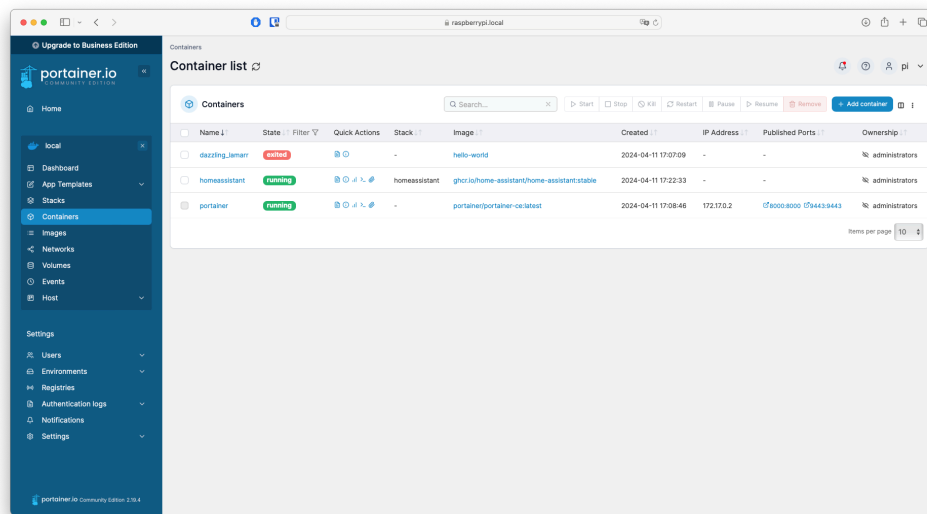 raspberrypi.local
Upgrade to Business Edition
portainer.io
COMMUNITY EDITION
Home
local
Dashboard
App Templates
Stacks
Containers
Images
Networks
Volumes
Events
Host
Settings
Users
Environments
Registries
Authentication logs
Notifications
Settings
portainer.io Community Edition 2.19.4
Containers
Container list
pi
Containers
Search...
Start Stop Kill Restart Pause Resume Remove + Add container
Name State Filter Quick Actions Stack Image Created IP Address Published Ports Ownership
dazzling_lamarr exited - hello-world 2024-04-11 17:07:09 - - administrators
homeassistant running homeassistant ghcr.io/home-assistant/home-assistant:stable 2024-04-11 17:22:33 - - administrators
portainer running - portainer/portainer-ce:latest 2024-04-11 17:08:46 172.17.0.2 8000:8000 9443:9443 administrators
Items per page 10